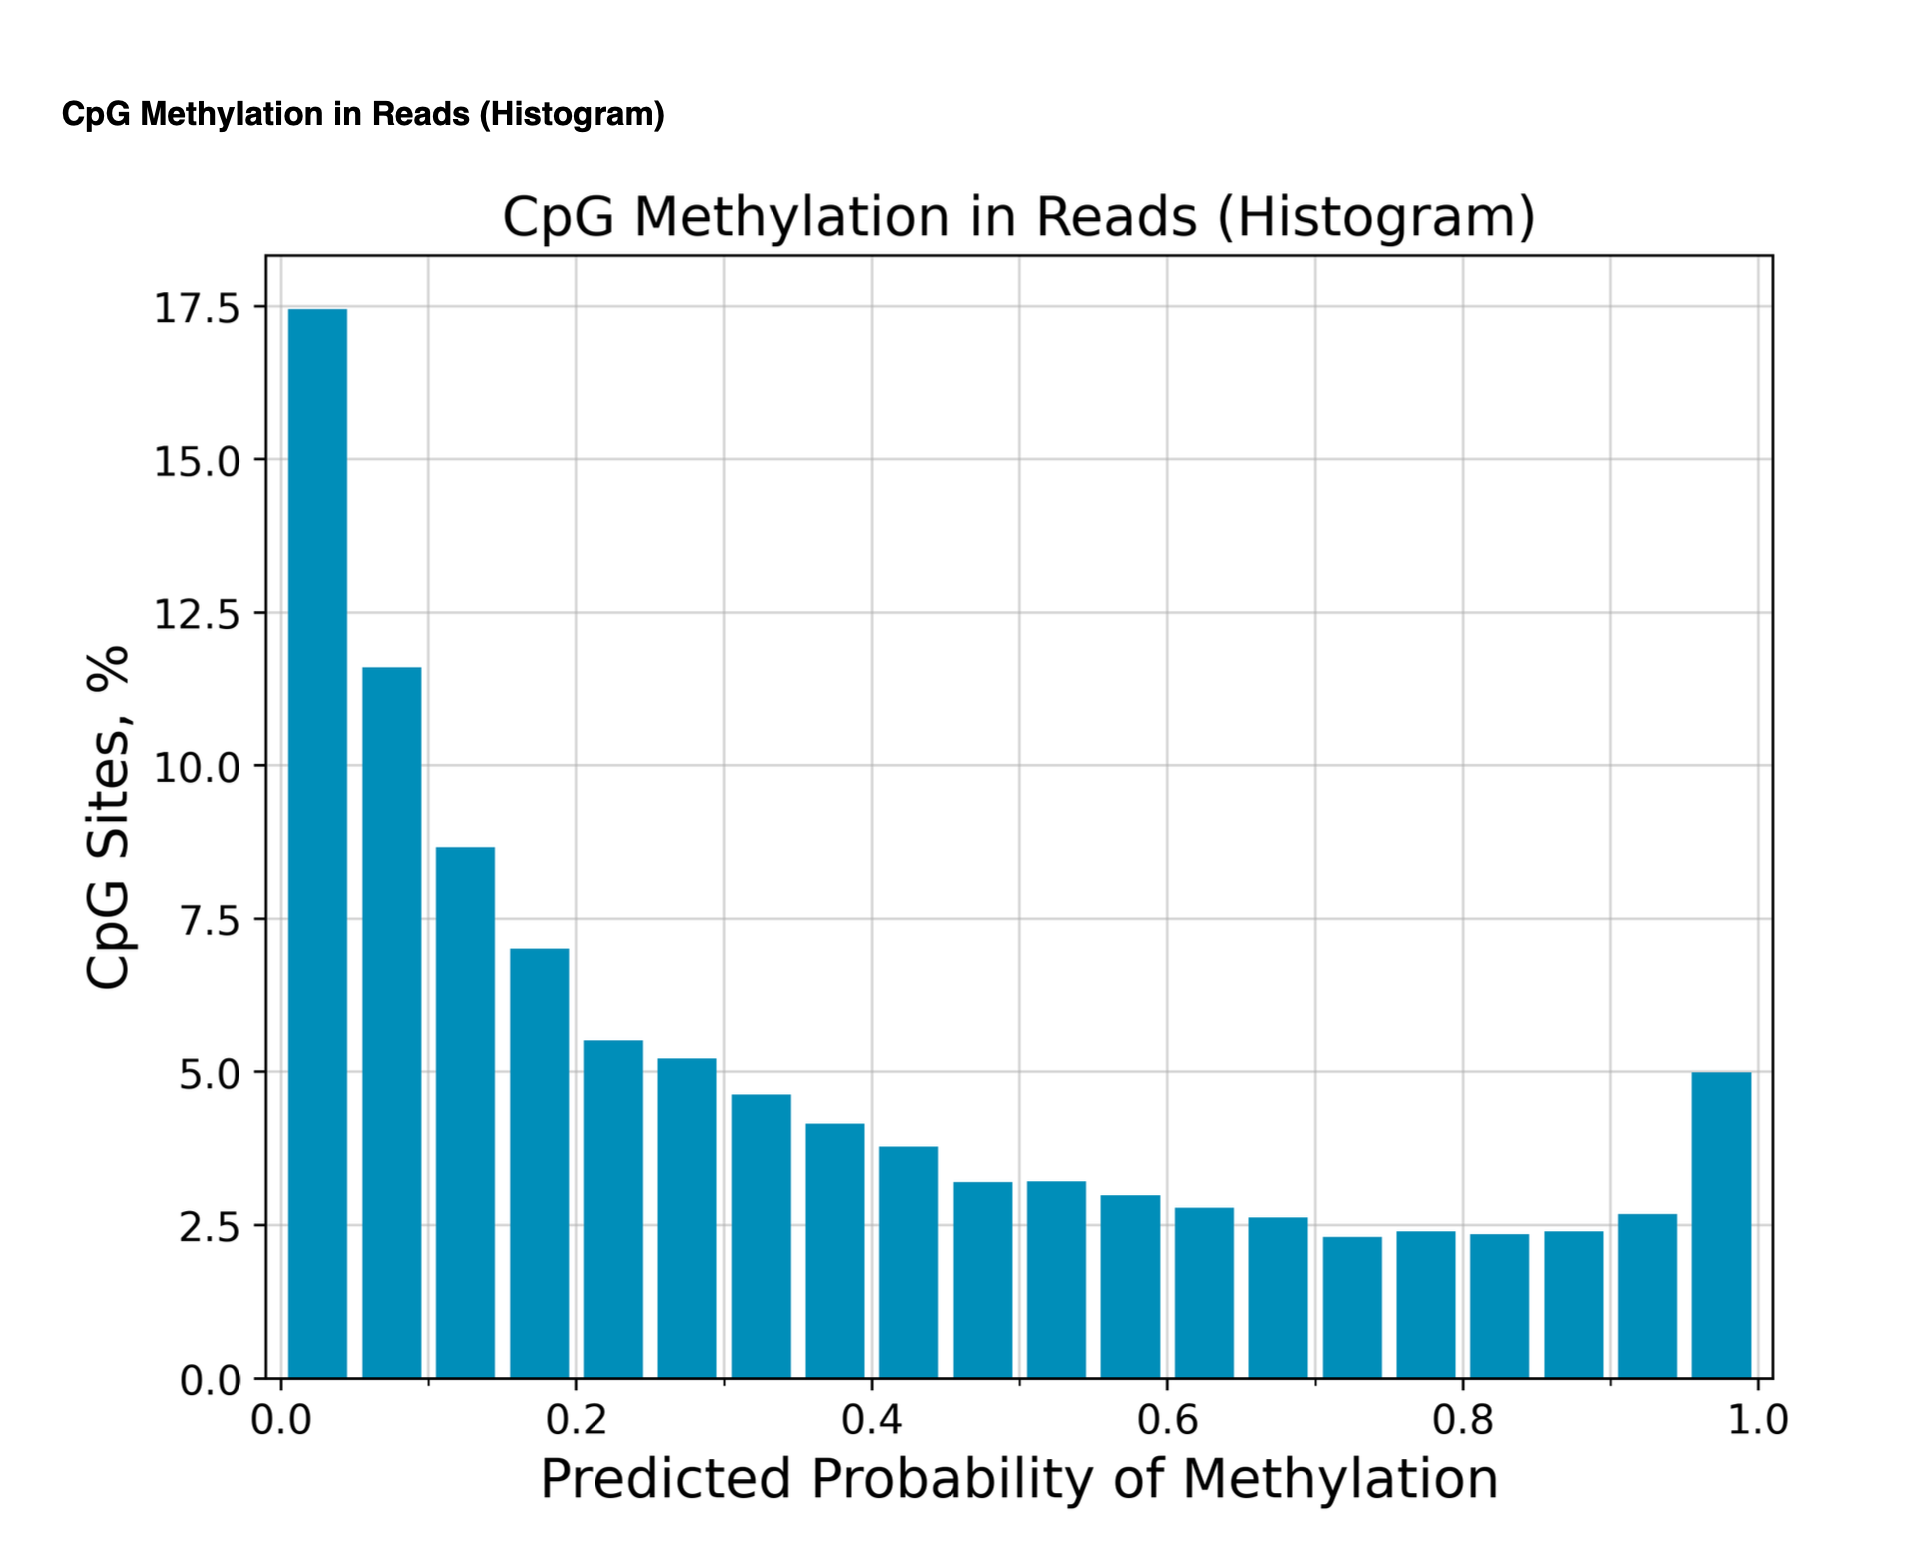 CpG Methylation in Reads (Histogram)
CpG Methylation in Reads (Histogram)
17.5
15.0
12.5
10.0
7.5
5.0
2.5
0.0
CpG Sites, %
0.0 0.2 0.4 0.6 0.8 1.0
Predicted Probability of Methylation